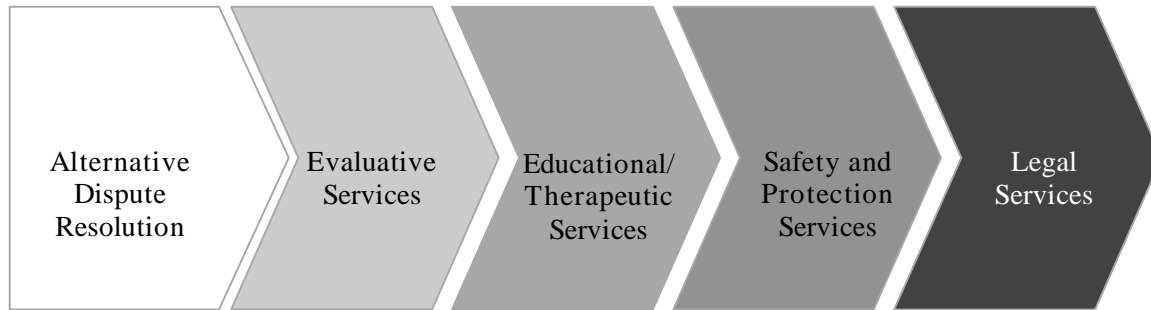 Alternative
Dispute
Resolution
Evaluative
Services
Educational/
Therapeutic
Services
Safety and
Protection
Services
Legal
Services